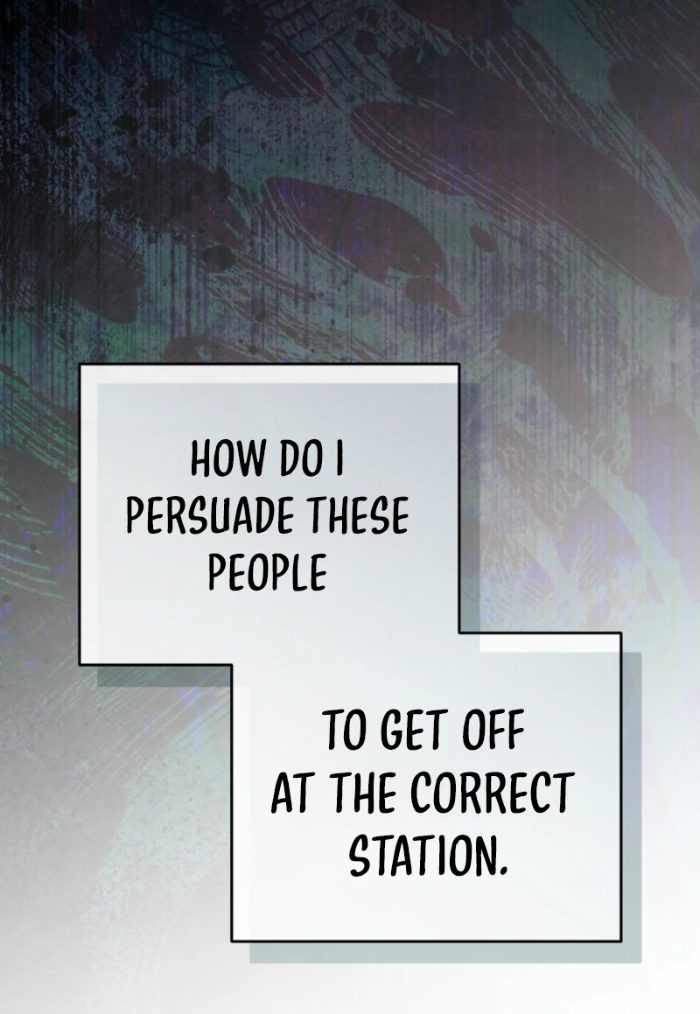 HOW DO I
PERSUADE THESE
PEOPLE
TO GET OFF
AT THE CORRECT
STATION.